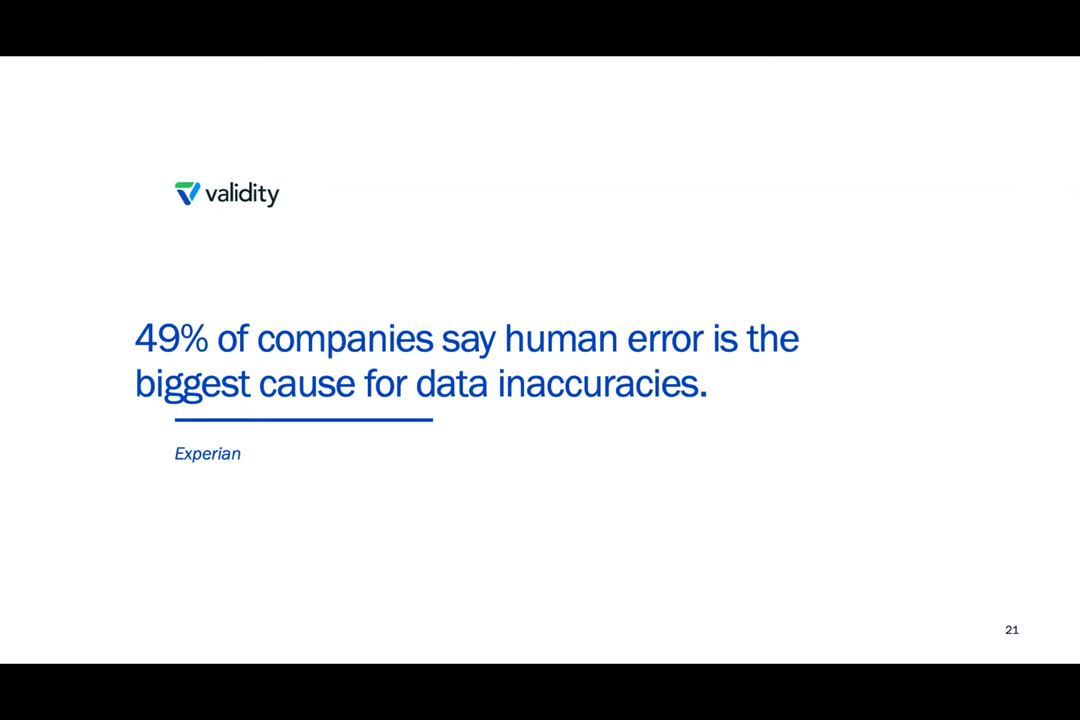 validity
49% of companies say human error is the
biggest cause for data inaccuracies.
Experian
21